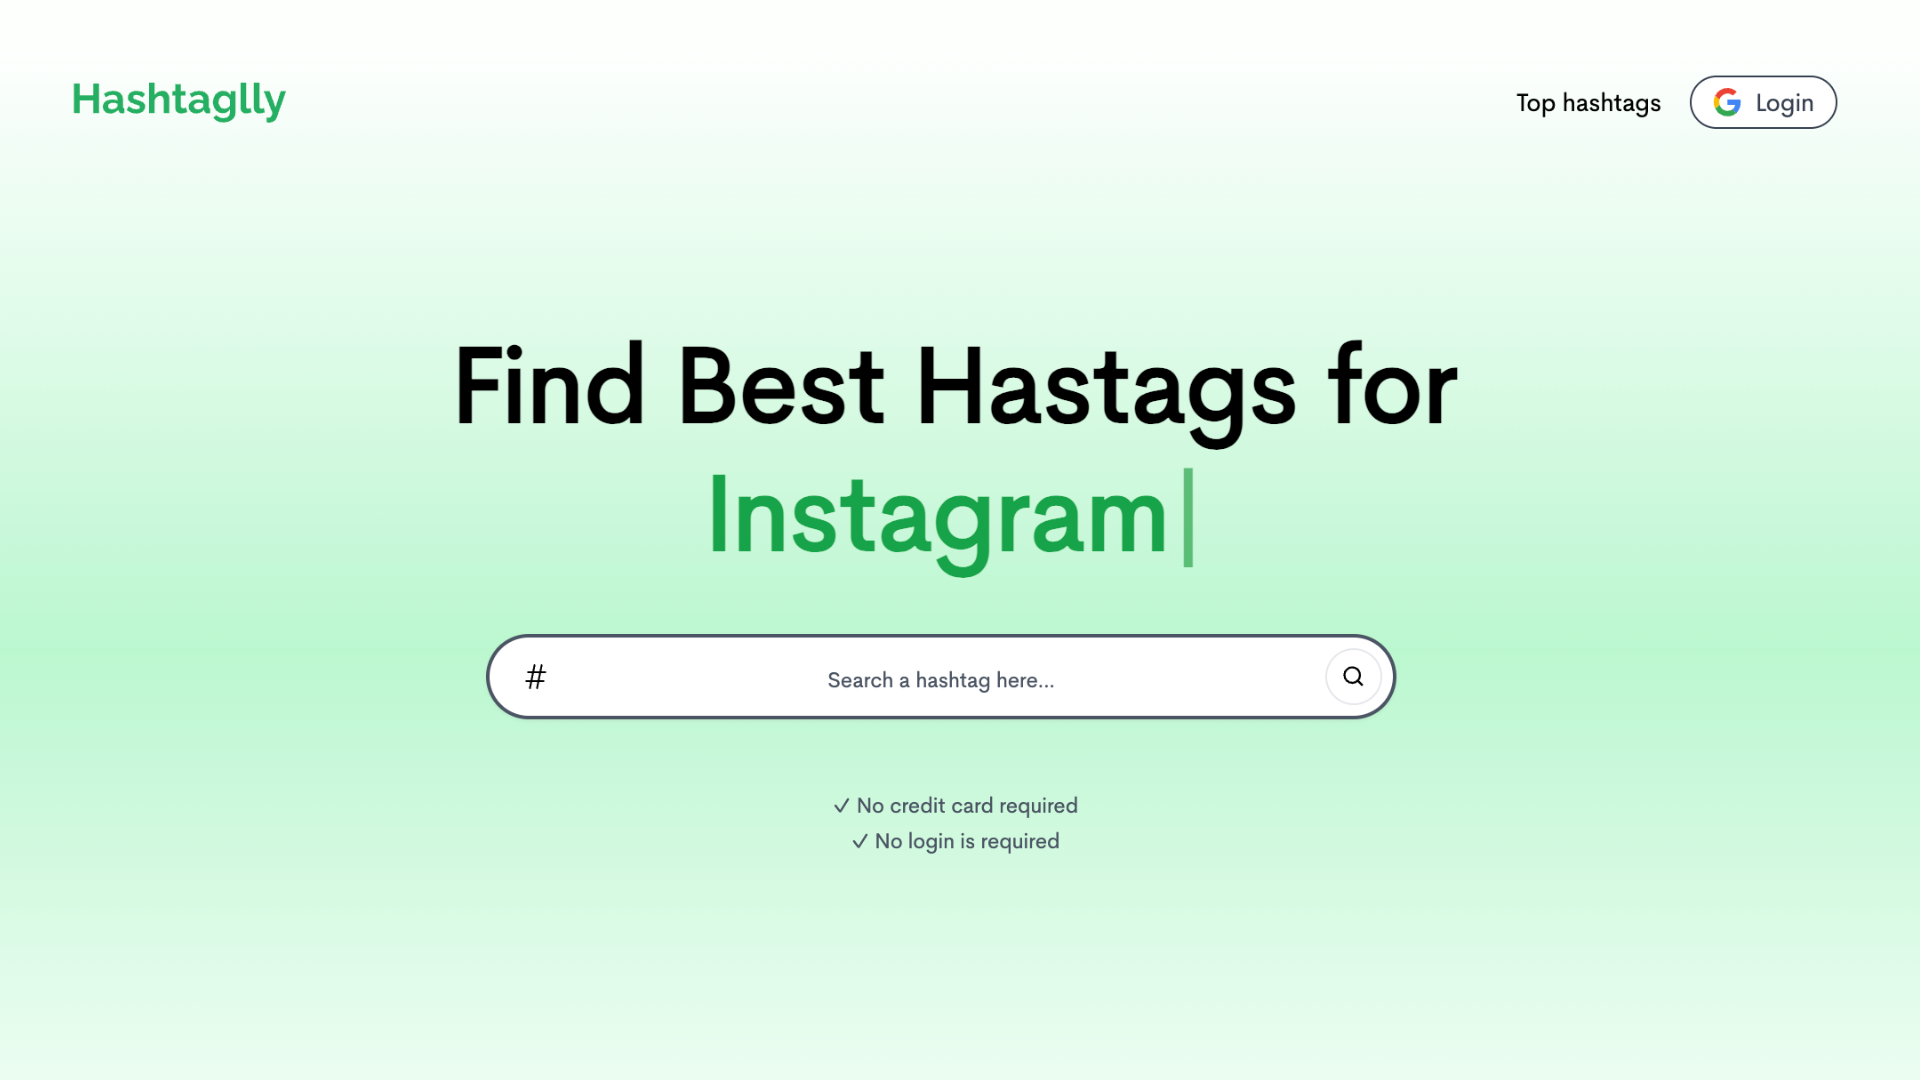 Hashtaglly
Top hashtags
Login
Find Best Hastags for
Instagram
#
Search a hashtag here...
✓ No credit card required
✓ No login is required